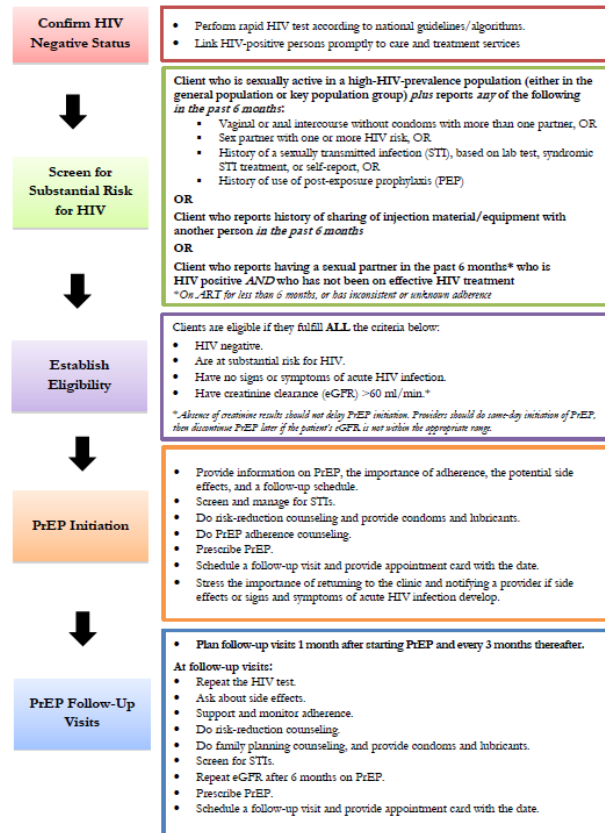 Confirm HIV
Negative Status
• Perform rapid HIV test according to national guidelines/algorithms.
• Link HIV-positive persons promptly to care and treatment services
Screen for
Substantial Risk
for HIV
Client who is sexually active in a high-HIV-prevalence population (either in the
general population or key population group) plus reports any of the following
in the past 6 months:
▪ Vaginal or anal intercourse without condoms with more than one partner, OR
▪ Sex partner with one or more HIV risk, OR
▪ History of a sexually transmitted infection (STI), based on lab test, syndromic
STI treatment, or self-report, OR
▪ History of use of post-exposure prophylaxis (PEP)
OR
Client who reports history of sharing of injection material/equipment with
another person in the past 6 months
OR
Client who reports having a sexual partner in the past 6 months* who is
HIV positive AND who has not been on effective HIV treatment
*On ART for less than 6 months, or has inconsistent or unknown adherence
Establish
Eligibility
Clients are eligible if they fulfill ALL the criteria below:
• HIV negative.
• Are at substantial risk for HIV.
• Have no signs or symptoms of acute HIV infection.
• Have creatinine clearance (eGFR) >60 ml/min.*
*Absence of creatinine results should not delay PrEP initiation. Providers should do same-day initiation of PrEP,
then discontinue PrEP later if the patient's eGFR is not within the appropriate range.
PrEP Initiation
• Provide information on PrEP, the importance of adherence, the potential side
effects, and a follow-up schedule.
• Screen and manage for STIs.
• Do risk-reduction counseling and provide condoms and lubricants.
• Do PrEP adherence counseling.
• Prescribe PrEP.
• Schedule a follow-up visit and provide appointment card with the date.
• Stress the importance of returning to the clinic and notifying a provider if side
effects or signs and symptoms of acute HIV infection develop.
PrEP Follow-Up
Visits
• Plan follow-up visits 1 month after starting PrEP and every 3 months thereafter.
At follow-up visits:
• Repeat the HIV test.
• Ask about side effects.
• Support and monitor adherence.
• Do risk-reduction counseling.
• Do family planning counseling, and provide condoms and lubricants.
• Screen for STIs.
• Repeat eGFR after 6 months on PrEP.
• Prescribe PrEP.
• Schedule a follow-up visit and provide appointment card with the date.